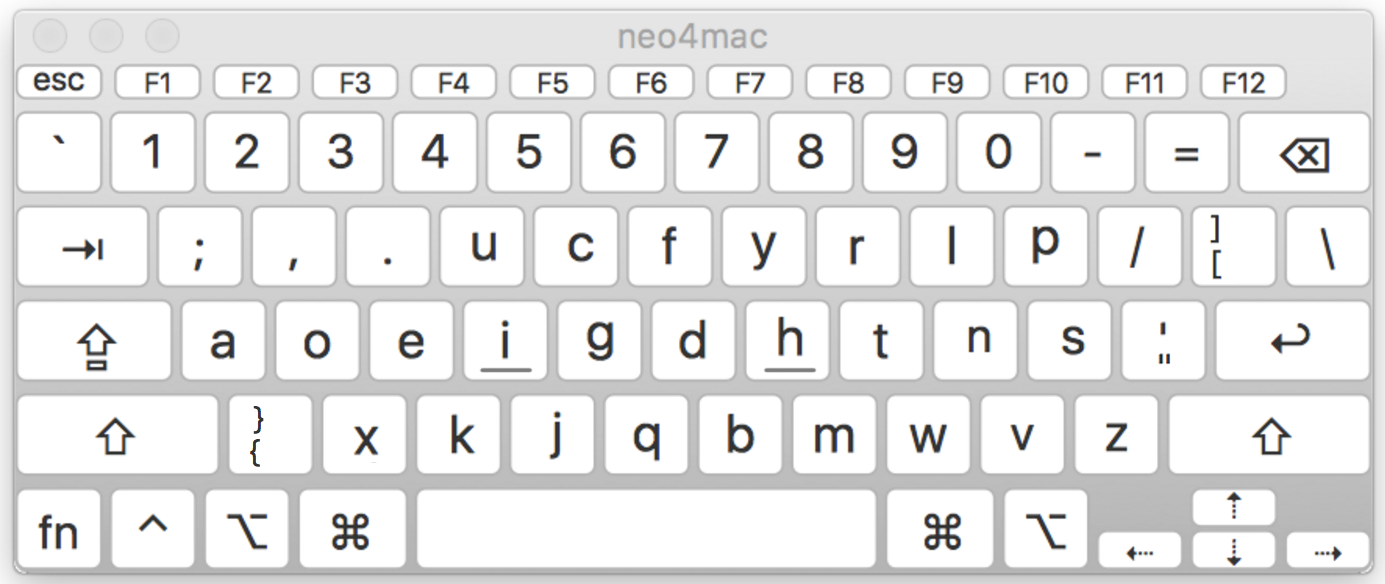 neo4mac
esc F1 F2 F3 F4 F5 F6 F7 F8 F9 F10 F11 F12
` 1 2 3 4 5 6 7 8 9 0 - = ⌫
⇥ ; , . u c f y r l p / ] [ \
⇪ a o e i g d h t n s ' " ↩
⇧ } { x k j q b m w v z ⇧
fn ^ ⌥ ⌘ ⌘ ⌥ ⇠ ⇡ ⇣ ⇢